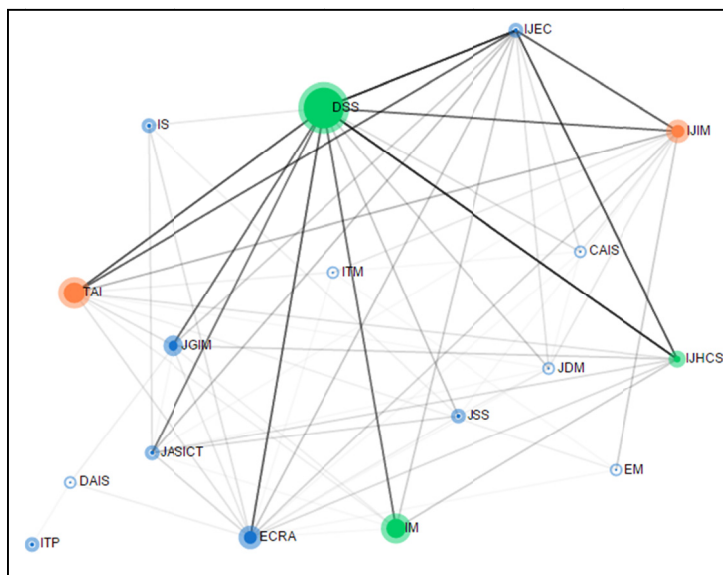 IJEC
DSS
IS
IJIM
CAIS
ITM
TAI
JGIM
IJHCS
JDM
JSS
JASICT
EM
DAIS
IM
ECRA
ITP